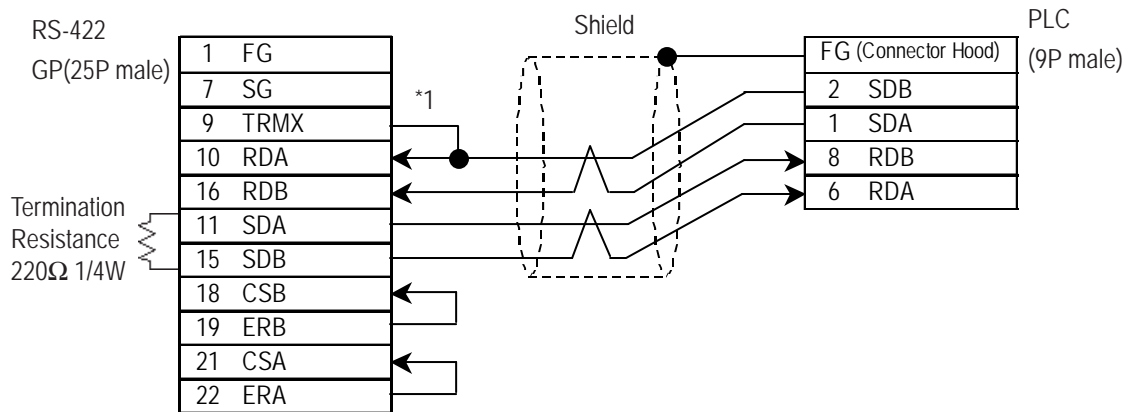 RS-422
GP(25P male)
1 FG
7 SG
9 TRMX
10 RDA
16 RDB
11 SDA
15 SDB
18 CSB
19 ERB
21 CSA
22 ERA
Termination
Resistance
220Ω 1/4W
*1
Shield
PLC
(9P male)
FG (Connector Hood)
2 SDB
1 SDA
8 RDB
6 RDA